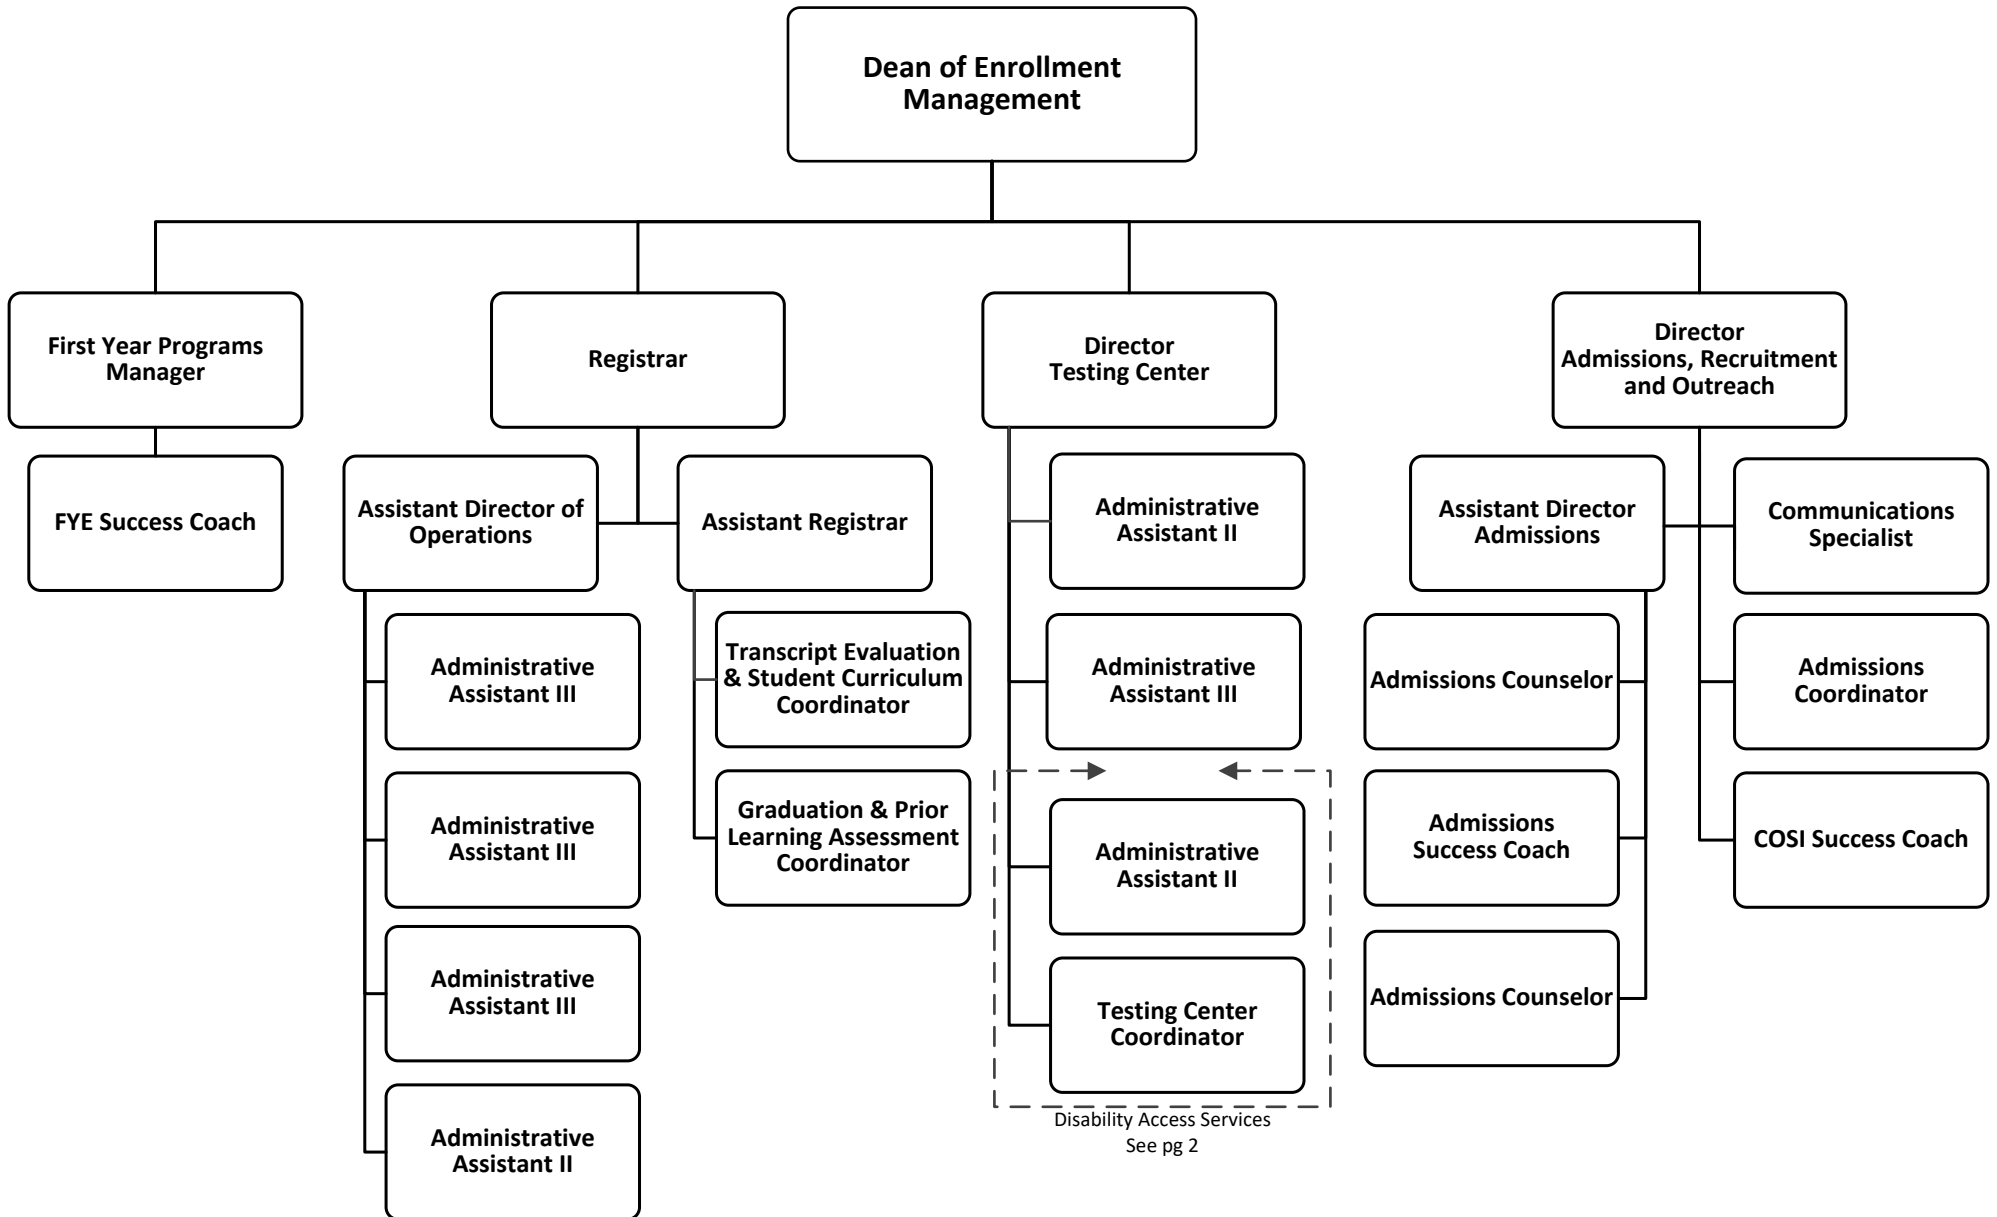 Dean of Enrollment
Management
First Year Programs
Manager
Registrar
Director
Testing Center
Director
Admissions, Recruitment
and Outreach
FYE Success Coach
Assistant Director of
Operations
Assistant Registrar
Administrative
Assistant II
Assistant Director
Admissions
Communications
Specialist
Administrative
Assistant III
Transcript Evaluation
& Student Curriculum
Coordinator
Administrative
Assistant III
Admissions Counselor
Admissions
Coordinator
Administrative
Assistant III
Graduation & Prior
Learning Assessment
Coordinator
Administrative
Assistant II
Admissions
Success Coach
COSI Success Coach
Administrative
Assistant III
Testing Center
Coordinator
Admissions Counselor
Disability Access Services
See pg 2
Administrative
Assistant II